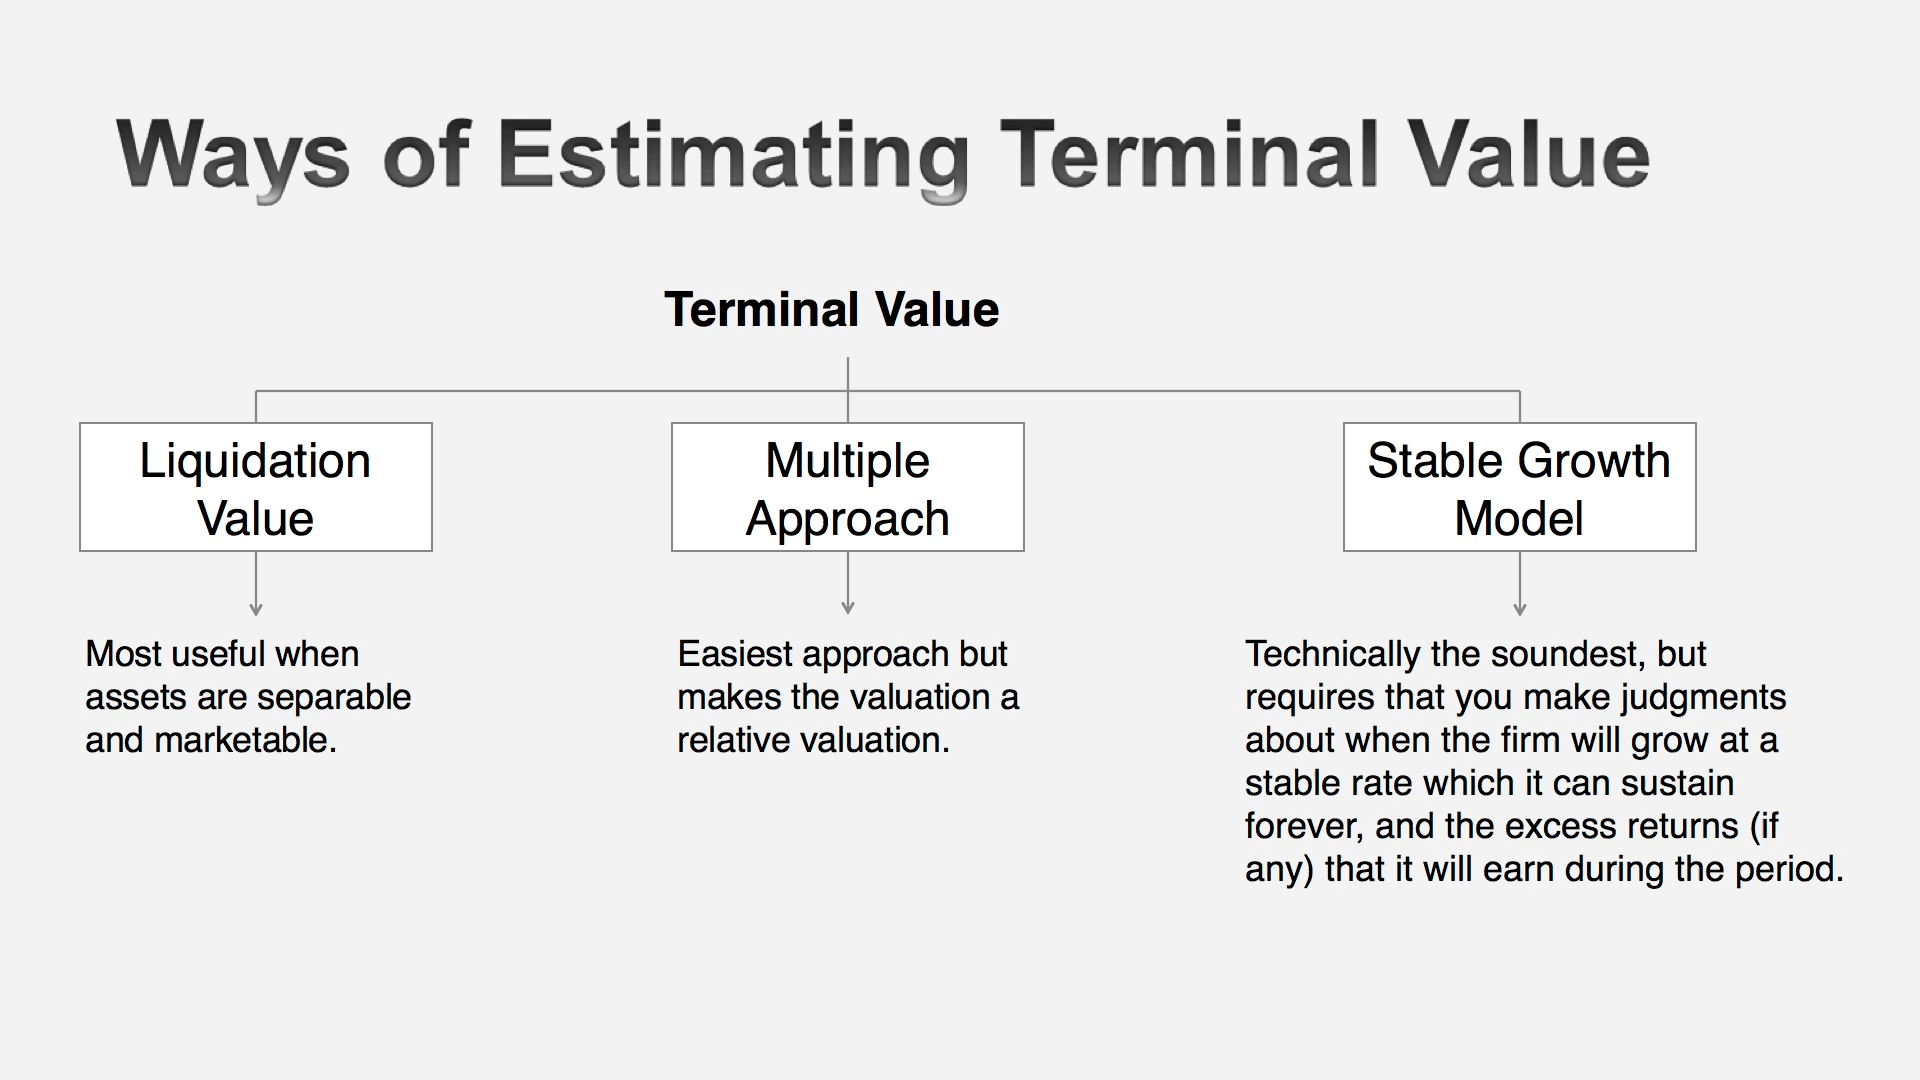 Ways of Estimating Terminal Value
Terminal Value
Liquidation
Value
Multiple
Approach
Stable Growth
Model
Most useful when
assets are separable
and marketable.
Easiest approach but
makes the valuation a
relative valuation.
Technically the soundest, but
requires that you make judgments
about when the firm will grow at a
stable rate which it can sustain
forever, and the excess returns (if
any) that it will earn during the period.